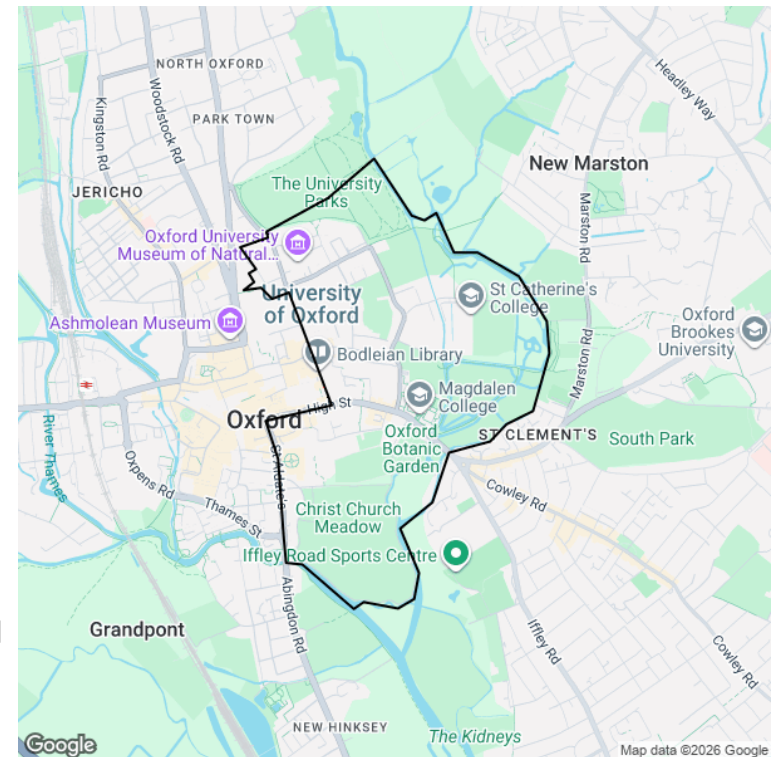 NORTH OXFORD
Woodstock Rd
Kingston Rd
PARK TOWN
Headley Way
New Marston
JERICHO
The University
Parks
Marston Rd
Oxford University
Museum of Natural...
University
of Oxford
St Catherine's
College
Ashmolean Museum
Oxford
Brookes
University
Bodleian Library
Marston Rd
Magdalen
College
High St
Oxford
ST CLEMENT'S
South Park
Oxford
Botanic
Garden
River Thames
Oxpens Rd
St Aldate's
Cowley Rd
Thames St
Christ Church
Meadow
Iffley Road Sports Centre
Abingdon Rd
Grandpont
Iffley Rd
Cowley Rd
NEW HINKSEY
The Kidneys
Google
Map data ©2026 Google